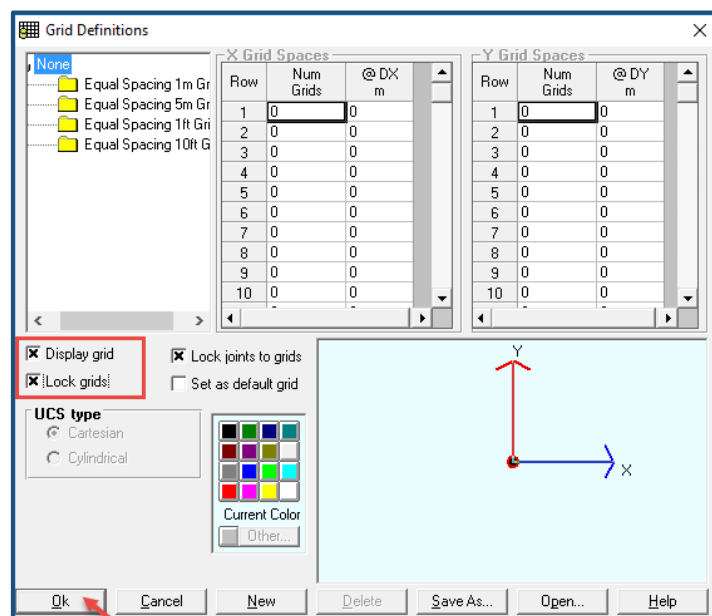 Grid Definitions
None
Equal Spacing 1m Gr
Equal Spacing 5m Gr
Equal Spacing 1ft Gri
Equal Spacing 10ft G
X Grid Spaces
Row Num Grids @ DX m
1 0 0
2 0 0
3 0 0
4 0 0
5 0 0
6 0 0
7 0 0
8 0 0
9 0 0
10 0 0
Y Grid Spaces
Row Num Grids @ DY m
1 0 0
2 0 0
3 0 0
4 0 0
5 0 0
6 0 0
7 0 0
8 0 0
9 0 0
10 0 0
Display grid
Lock joints to grids
Lock grids
Set as default grid
UCS type
Cartesian
Cylindrical
Current Color
Other...
Y
X
Ok Cancel New Delete Save As... Open... Help